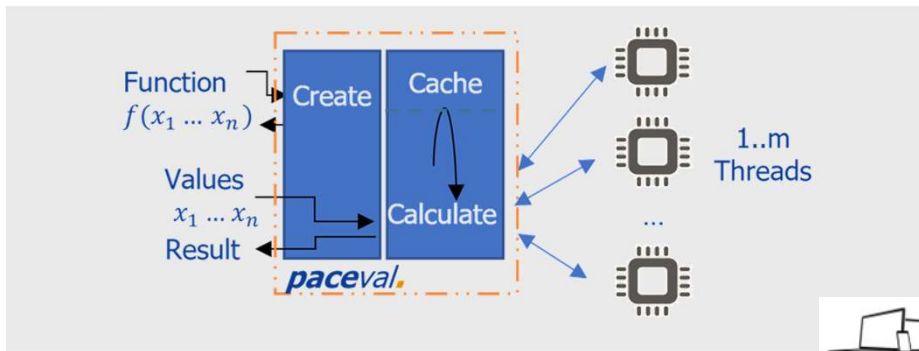 Function
f(x₁ ... xₙ)
Values
x₁ ... xₙ
Result
Create
Cache
Calculate
paceval.
1..m
Threads
...